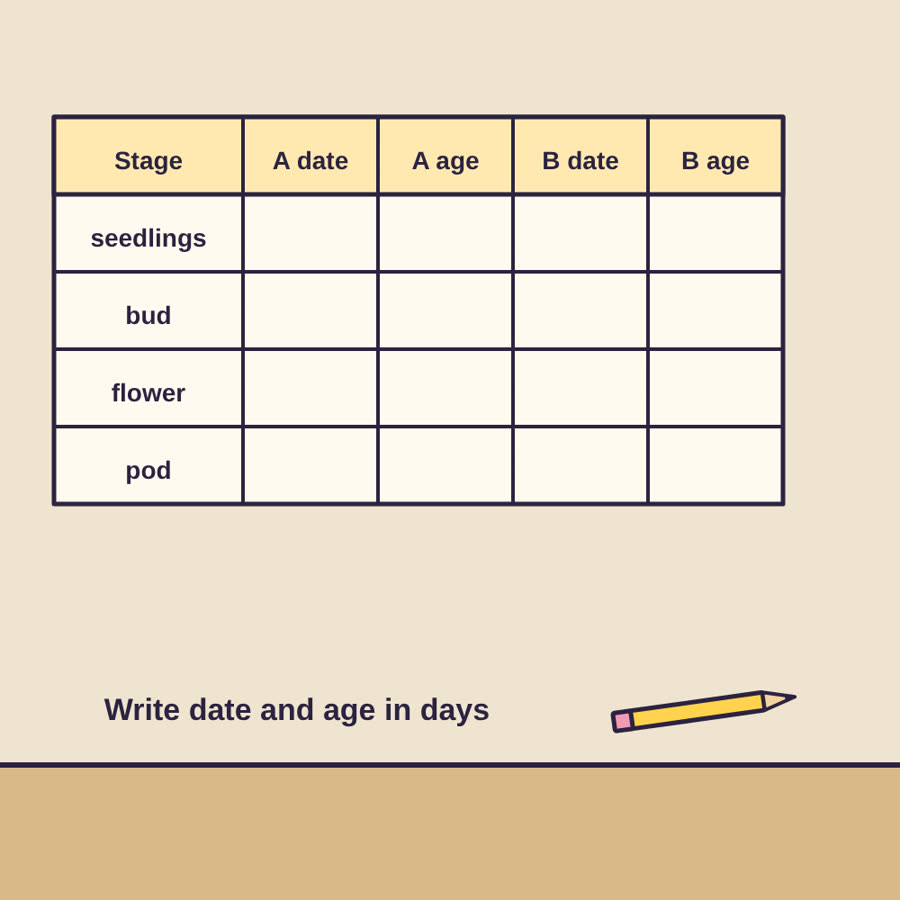 Stage A date A age B date B age
seedlings
bud
flower
pod
Write date and age in days